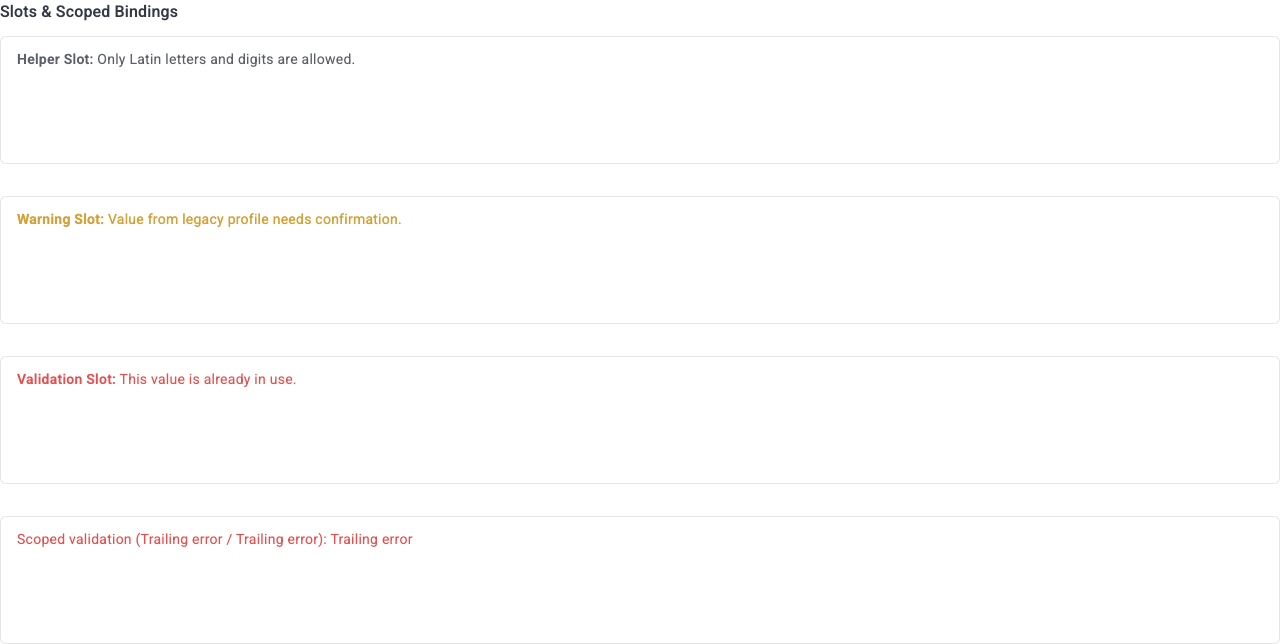 Slots & Scoped Bindings
Helper Slot: Only Latin letters and digits are allowed.
Warning Slot: Value from legacy profile needs confirmation.
Validation Slot: This value is already in use.
Scoped validation (Trailing error / Trailing error): Trailing error